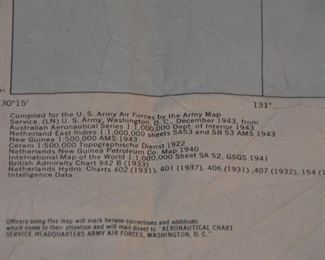 30°15'
131°
Compiled for the U. S. Army Air Forces by the Army Map
Service, (LN) U. S. Army, Washington, D. C., December 1943, from
Australian Aeronautical Series 1:1,000,000 Dept. of Interior 1943
Netherland East Indies 1:1,000,000 sheets SA53 and SB 53 AMS 1943
New Guinea 1:500,000 AMS 1943
Ceram 1:500,000 Topographische Dienst 1922
Netherlands New Guinea Petroleum Co. Map 1940
International Map of the World 1:1,000,000 Sheet SA 52, GSGS 1941
British Admiralty Chart 942 B (1933)
Netherlands Hydro. Charts 402 (1931), 401 (1937), 406 (1931) ,407 (1932), 154 (1
Intelligence Data
Officers using this map will mark hereon corrections and additions
which come to their attention and will mail direct to "AERONAUTICAL CHART
SERVICE, HEADQUARTERS ARMY AIR FORCES, WASHINGTON, D. C."